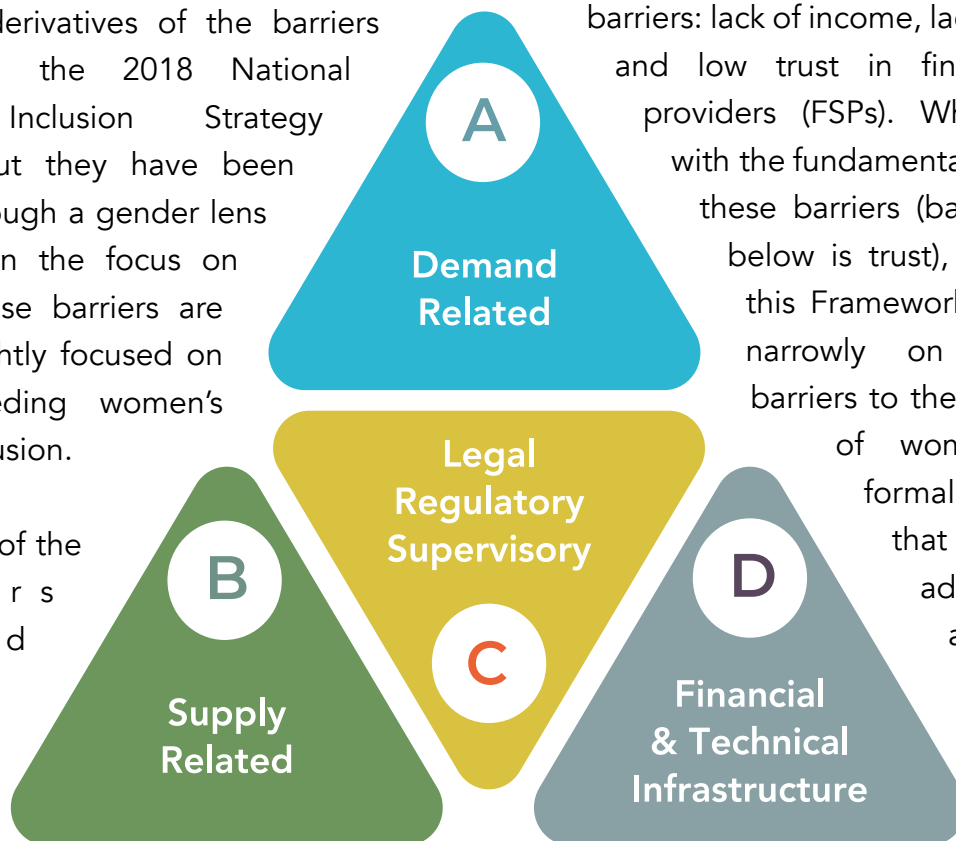 derivatives of the barriers
the 2018 National
Inclusion Strategy
ut they have been
ough a gender lens
n the focus on
se barriers are
htly focused on
eding women's
usion.
of the
r s
d
A
Demand
Related
B
Supply
Related
Legal
Regulatory
Supervisory
C
D
Financial
& Technical
Infrastructure
barriers: lack of income, la
and low trust in fin
providers (FSPs). Wh
with the fundamenta
these barriers (ba
below is trust),
this Framework
narrowly on
barriers to the
of wom
formal
that
ad
a